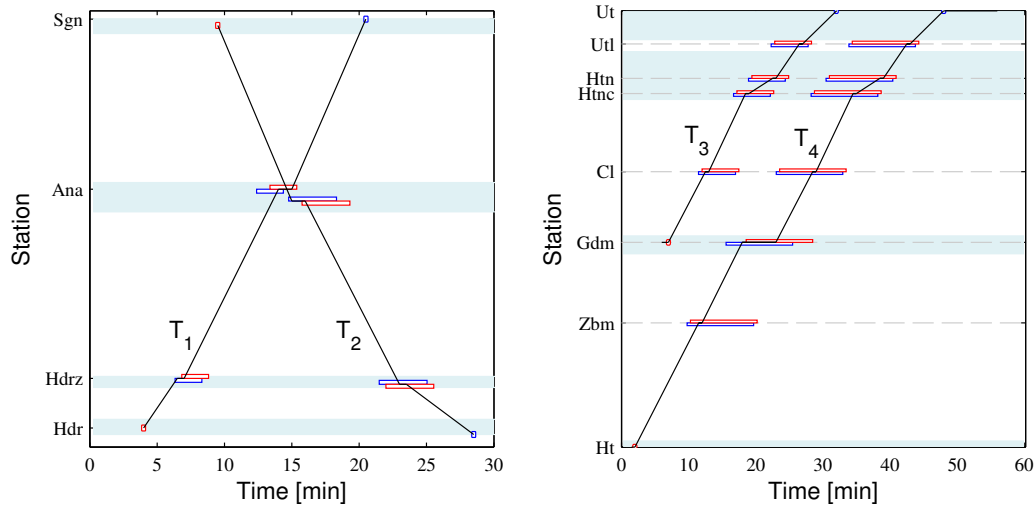 Sgn
Ana
Hdrz
Hdr
Station
T1
T2
0 5 10 15 20 25 30
Time [min]
Ut
Utl
Htn
Htnc
Cl
Gdm
Zbm
Ht
Station
T3
T4
0 10 20 30 40 50 60
Time [min]